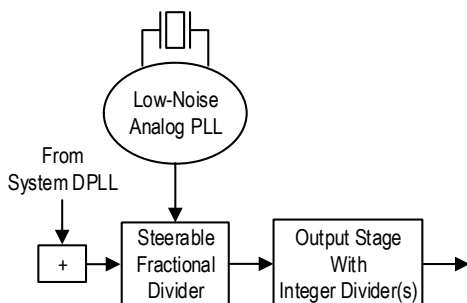 Low-Noise
Analog PLL
From
System DPLL
+
Steerable
Fractional
Divider
Output Stage
With
Integer Divider(s)